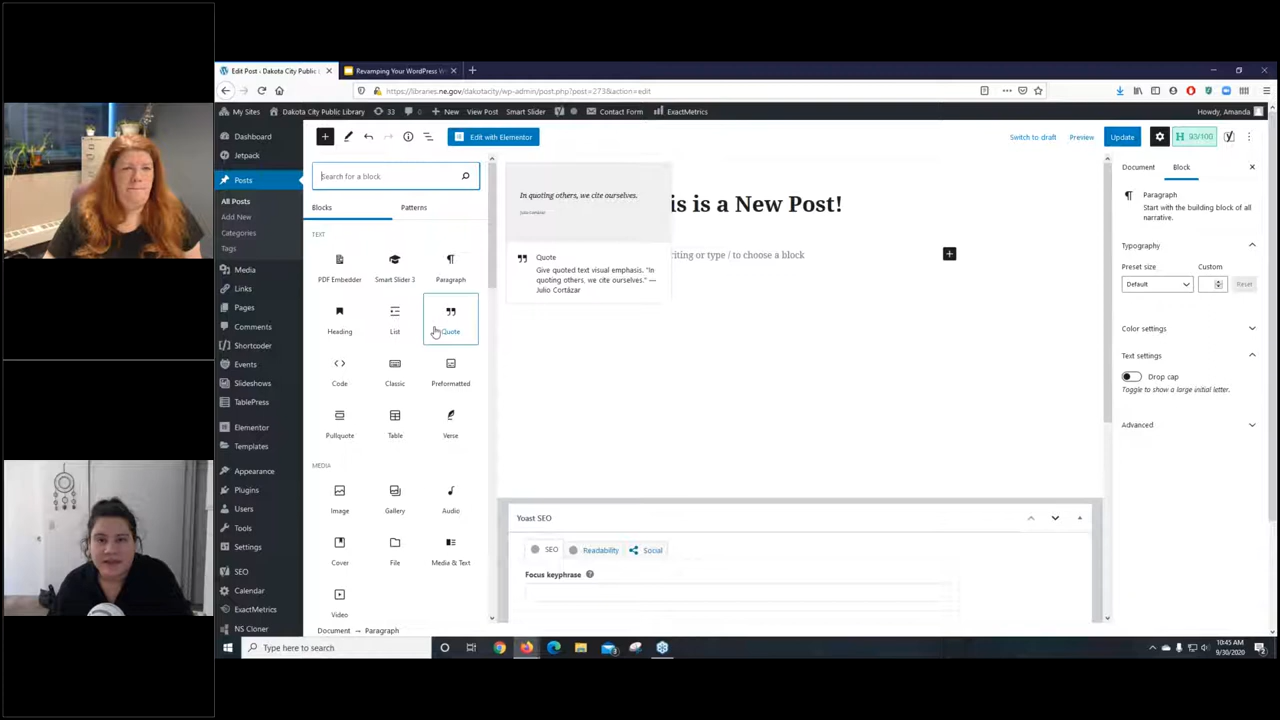 Edit Post ‹ Dakota City Public
Revamping Your WordPress
https://libraries.ne.gov/dakotacity/wp-admin/post.php?post=273&action=edit
My Sites
Dakota City Public Library
33
0
New
View Post
Smart Slider
Contact Form
ExactMetrics
Howdy, Amanda
Edit with Elementor
Switch to draft
Preview
Update
H 93/100
Dashboard
Jetpack
Posts
All Posts
Add New
Categories
Tags
Media
Links
Pages
Comments
Shortcoder
Events
Slideshows
TablePress
Elementor
Templates
Appearance
Plugins
Users
Tools
Settings
SEO
Calendar
ExactMetrics
NS Cloner
Search for a block
Blocks
Patterns
TEXT
PDF Embedder
Smart Slider 3
Paragraph
Heading
List
Quote
Code
Classic
Preformatted
Pullquote
Table
Verse
MEDIA
Image
Gallery
Audio
Cover
File
Media & Text
Video
Document → Paragraph
In quoting others, we cite ourselves.
Quote
Give quoted text visual emphasis. "In
quoting others, we cite ourselves." —
Julio Cortázar
is is a New Post!
riting or type / to choose a block
Yoast SEO
SEO
Readability
Social
Focus keyphrase
Document
Block
Paragraph
Start with the building block of all
narrative.
Typography
Preset size
Custom
Default
Reset
Color settings
Text settings
Drop cap
Toggle to show a large initial letter.
Advanced
Type here to search
10:45 AM
9/30/2020